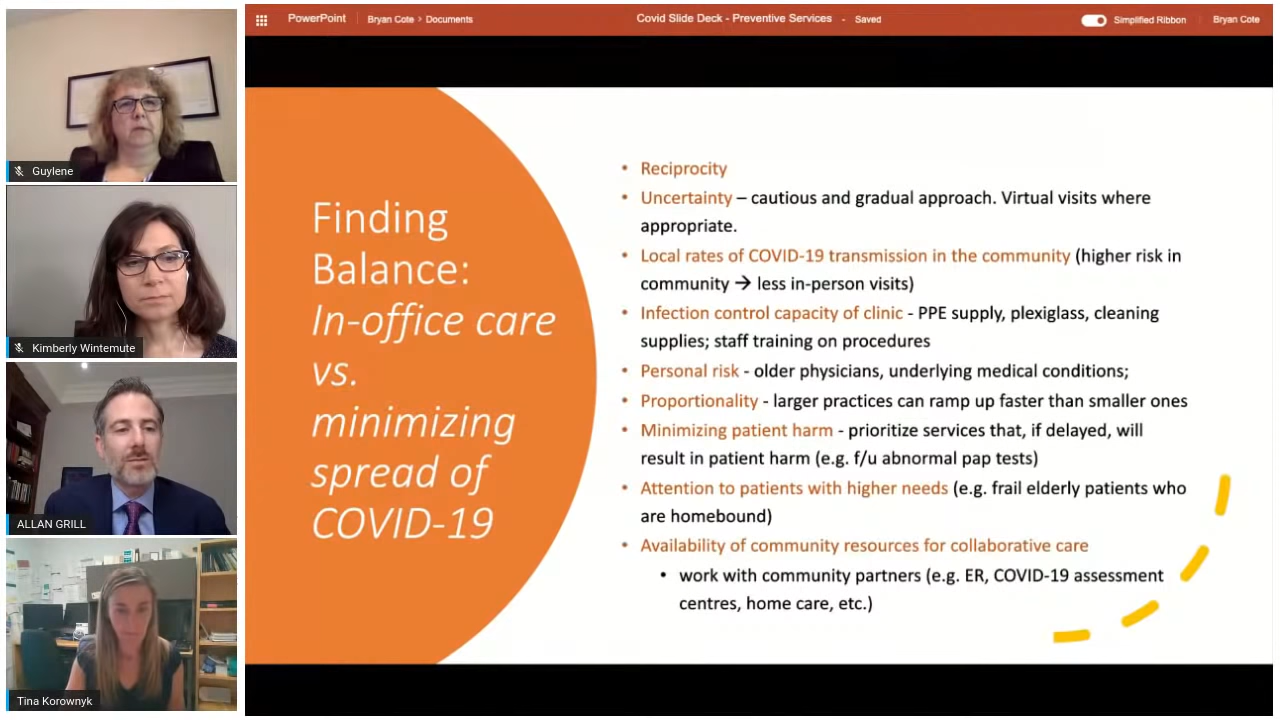 PowerPoint
Bryan Cote > Documents
Covid Slide Deck - Preventive Services - Saved
Simplified Ribbon
Bryan Cote
Guylene
Kimberly Wintemute
ALLAN GRILL
Tina Korownyk
Finding
Balance:
In-office care
vs.
minimizing
spread of
COVID-19
• Reciprocity
• Uncertainty – cautious and gradual approach. Virtual visits where
appropriate.
• Local rates of COVID-19 transmission in the community (higher risk in
community → less in-person visits)
• Infection control capacity of clinic - PPE supply, plexiglass, cleaning
supplies; staff training on procedures
• Personal risk - older physicians, underlying medical conditions;
• Proportionality - larger practices can ramp up faster than smaller ones
• Minimizing patient harm - prioritize services that, if delayed, will
result in patient harm (e.g. f/u abnormal pap tests)
• Attention to patients with higher needs (e.g. frail elderly patients who
are homebound)
• Availability of community resources for collaborative care
• work with community partners (e.g. ER, COVID-19 assessment
centres, home care, etc.)